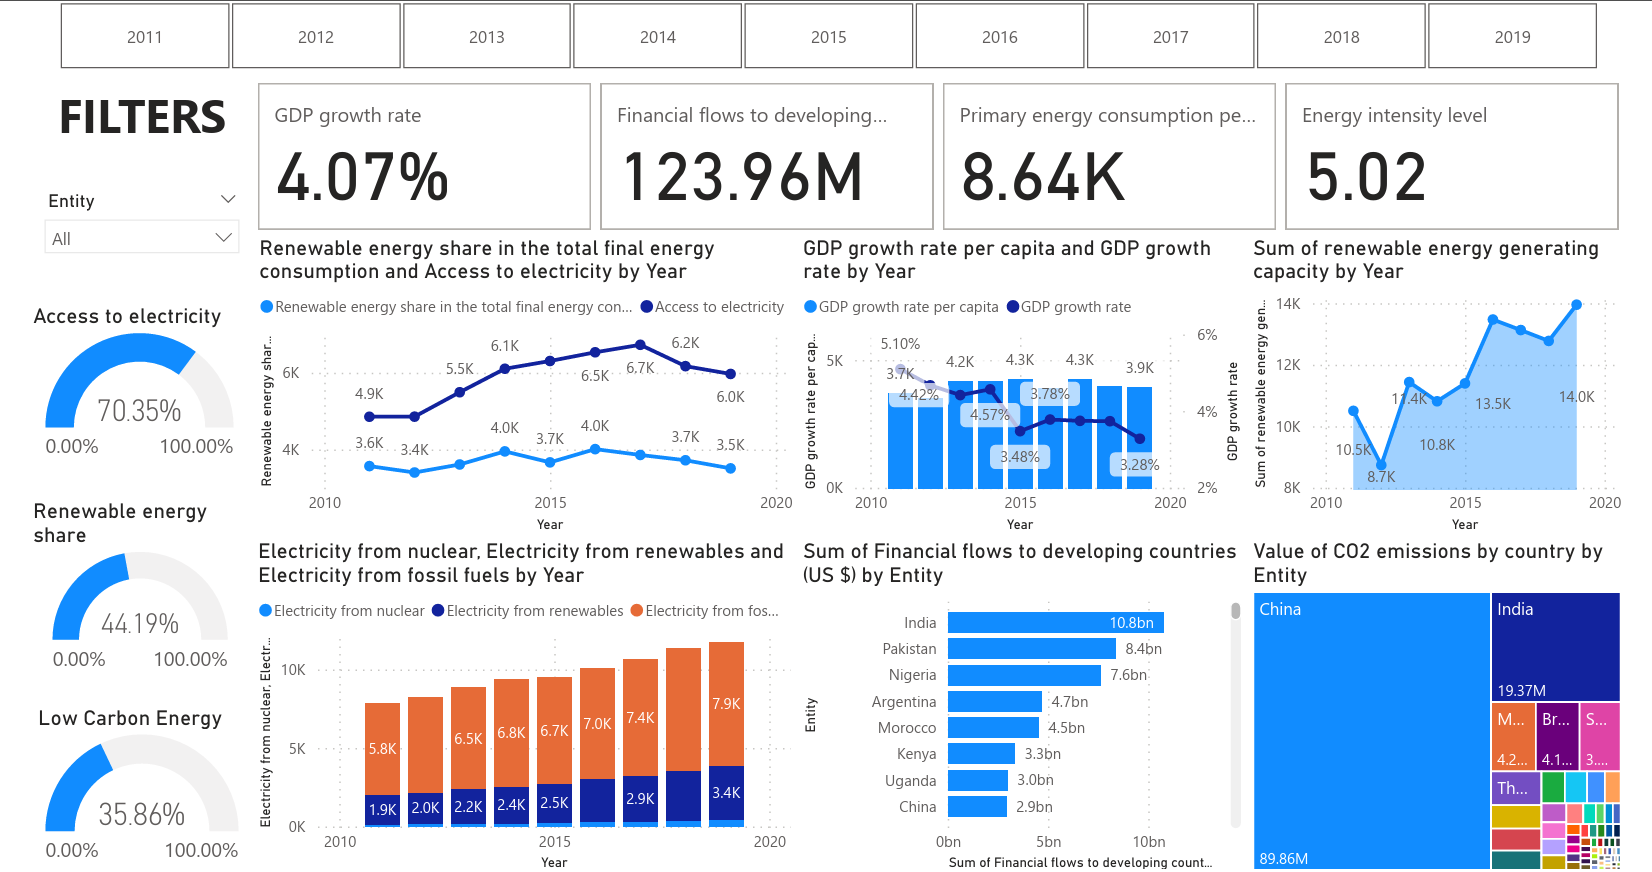 2011
2012
2013
2014
2015
2016
2017
2018
2019
FILTERS
Entity
All
GDP growth rate
4.07%
Financial flows to developing...
123.96M
Primary energy consumption pe...
8.64K
Energy intensity level
5.02
Access to electricity
70.35%
0.00%
100.00%
Renewable energy
share
44.19%
0.00%
100.00%
Low Carbon Energy
35.86%
0.00%
100.00%
Renewable energy share in the total final energy
consumption and Access to electricity by Year
Renewable energy share in the total final energy con...
Access to electricity
Renewable energy shar...
6K
4K
4.9K
5.5K
6.1K
6.5K
6.7K
6.2K
6.0K
3.6K
3.4K
4.0K
3.7K
4.0K
3.7K
3.5K
2010
2015
2020
Year
GDP growth rate per capita and GDP growth
rate by Year
GDP growth rate per capita
GDP growth rate
GDP growth rate per cap...
5K
0K
5.10%
3.7K
4.42%
4.2K
4.57%
4.3K
3.48%
3.78%
4.3K
3.9K
3.28%
6%
4%
2%
GDP growth rate
2010
2015
2020
Year
Sum of renewable energy generating
capacity by Year
Sum of renewable energy gen...
14K
12K
10K
8K
10.5K
8.7K
11.4K
10.8K
13.5K
14.0K
2010
2015
2020
Year
Electricity from nuclear, Electricity from renewables and
Electricity from fossil fuels by Year
Electricity from nuclear
Electricity from renewables
Electricity from fos...
Electricity from nuclear, Electr...
10K
5K
0K
5.8K
6.5K
6.8K
6.7K
7.0K
7.4K
7.9K
1.9K
2.0K
2.2K
2.4K
2.5K
2.9K
3.4K
2010
2015
2020
Year
Sum of Financial flows to developing countries
(US $) by Entity
Entity
India
10.8bn
Pakistan
8.4bn
Nigeria
7.6bn
Argentina
4.7bn
Morocco
4.5bn
Kenya
3.3bn
Uganda
3.0bn
China
2.9bn
0bn
5bn
10bn
Sum of Financial flows to developing count...
Value of CO2 emissions by country by
Entity
China
89.86M
India
19.37M
M...
4.2...
Br...
4.1...
S...
3....
Th...